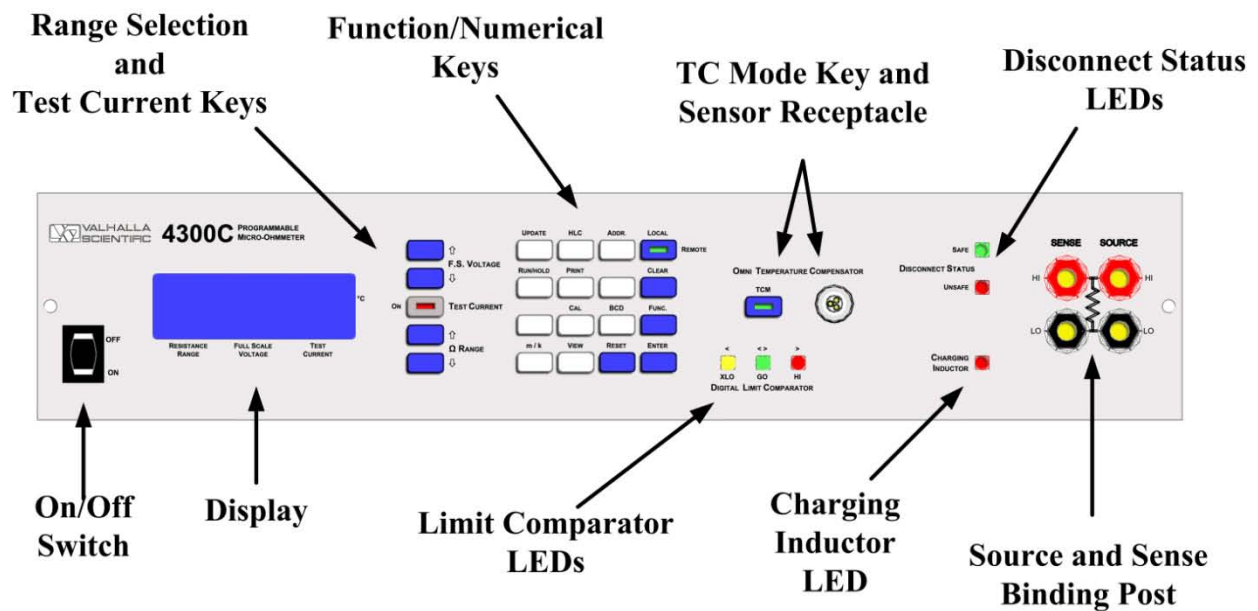 Range Selection
and
Test Current Keys
Function/Numerical
Keys
TC Mode Key and
Sensor Receptacle
Disconnect Status
LEDs
VALHALLA
SCIENTIFIC
4300C PROGRAMMABLE
MICRO-OHMMETER
°C
RESISTANCE
RANGE
FULL SCALE
VOLTAGE
TEST
CURRENT
OFF
ON
⇧
F.S. VOLTAGE
⇩
ON TEST CURRENT
⇧
Ω RANGE
⇩
UPDATE HLC ADDR. LOCAL
REMOTE
RUN/HOLD PRINT CLEAR
CAL BCD FUNC.
m / k VIEW RESET ENTER
OMNI TEMPERATURE COMPENSATOR
TCM
< < > >
XLO GO HI
DIGITAL LIMIT COMPARATOR
SAFE
DISCONNECT STATUS
UNSAFE
CHARGING
INDUCTOR
SENSE SOURCE
HI HI
LO LO
On/Off
Switch
Display
Limit Comparator
LEDs
Charging
Inductor
LED
Source and Sense
Binding Post